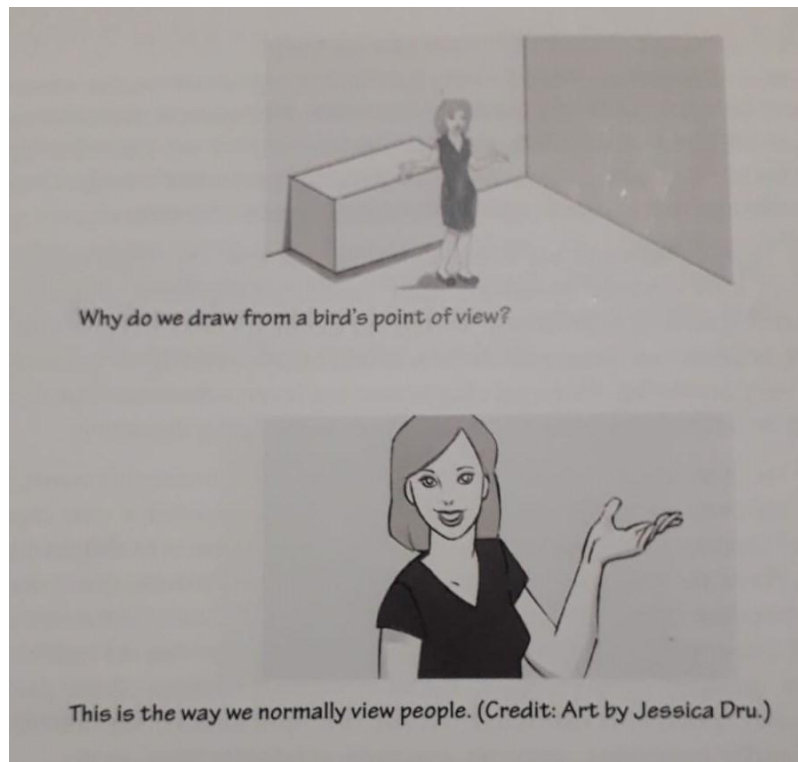 Why do we draw from a bird's point of view?
This is the way we normally view people. (Credit: Art by Jessica Dru.)